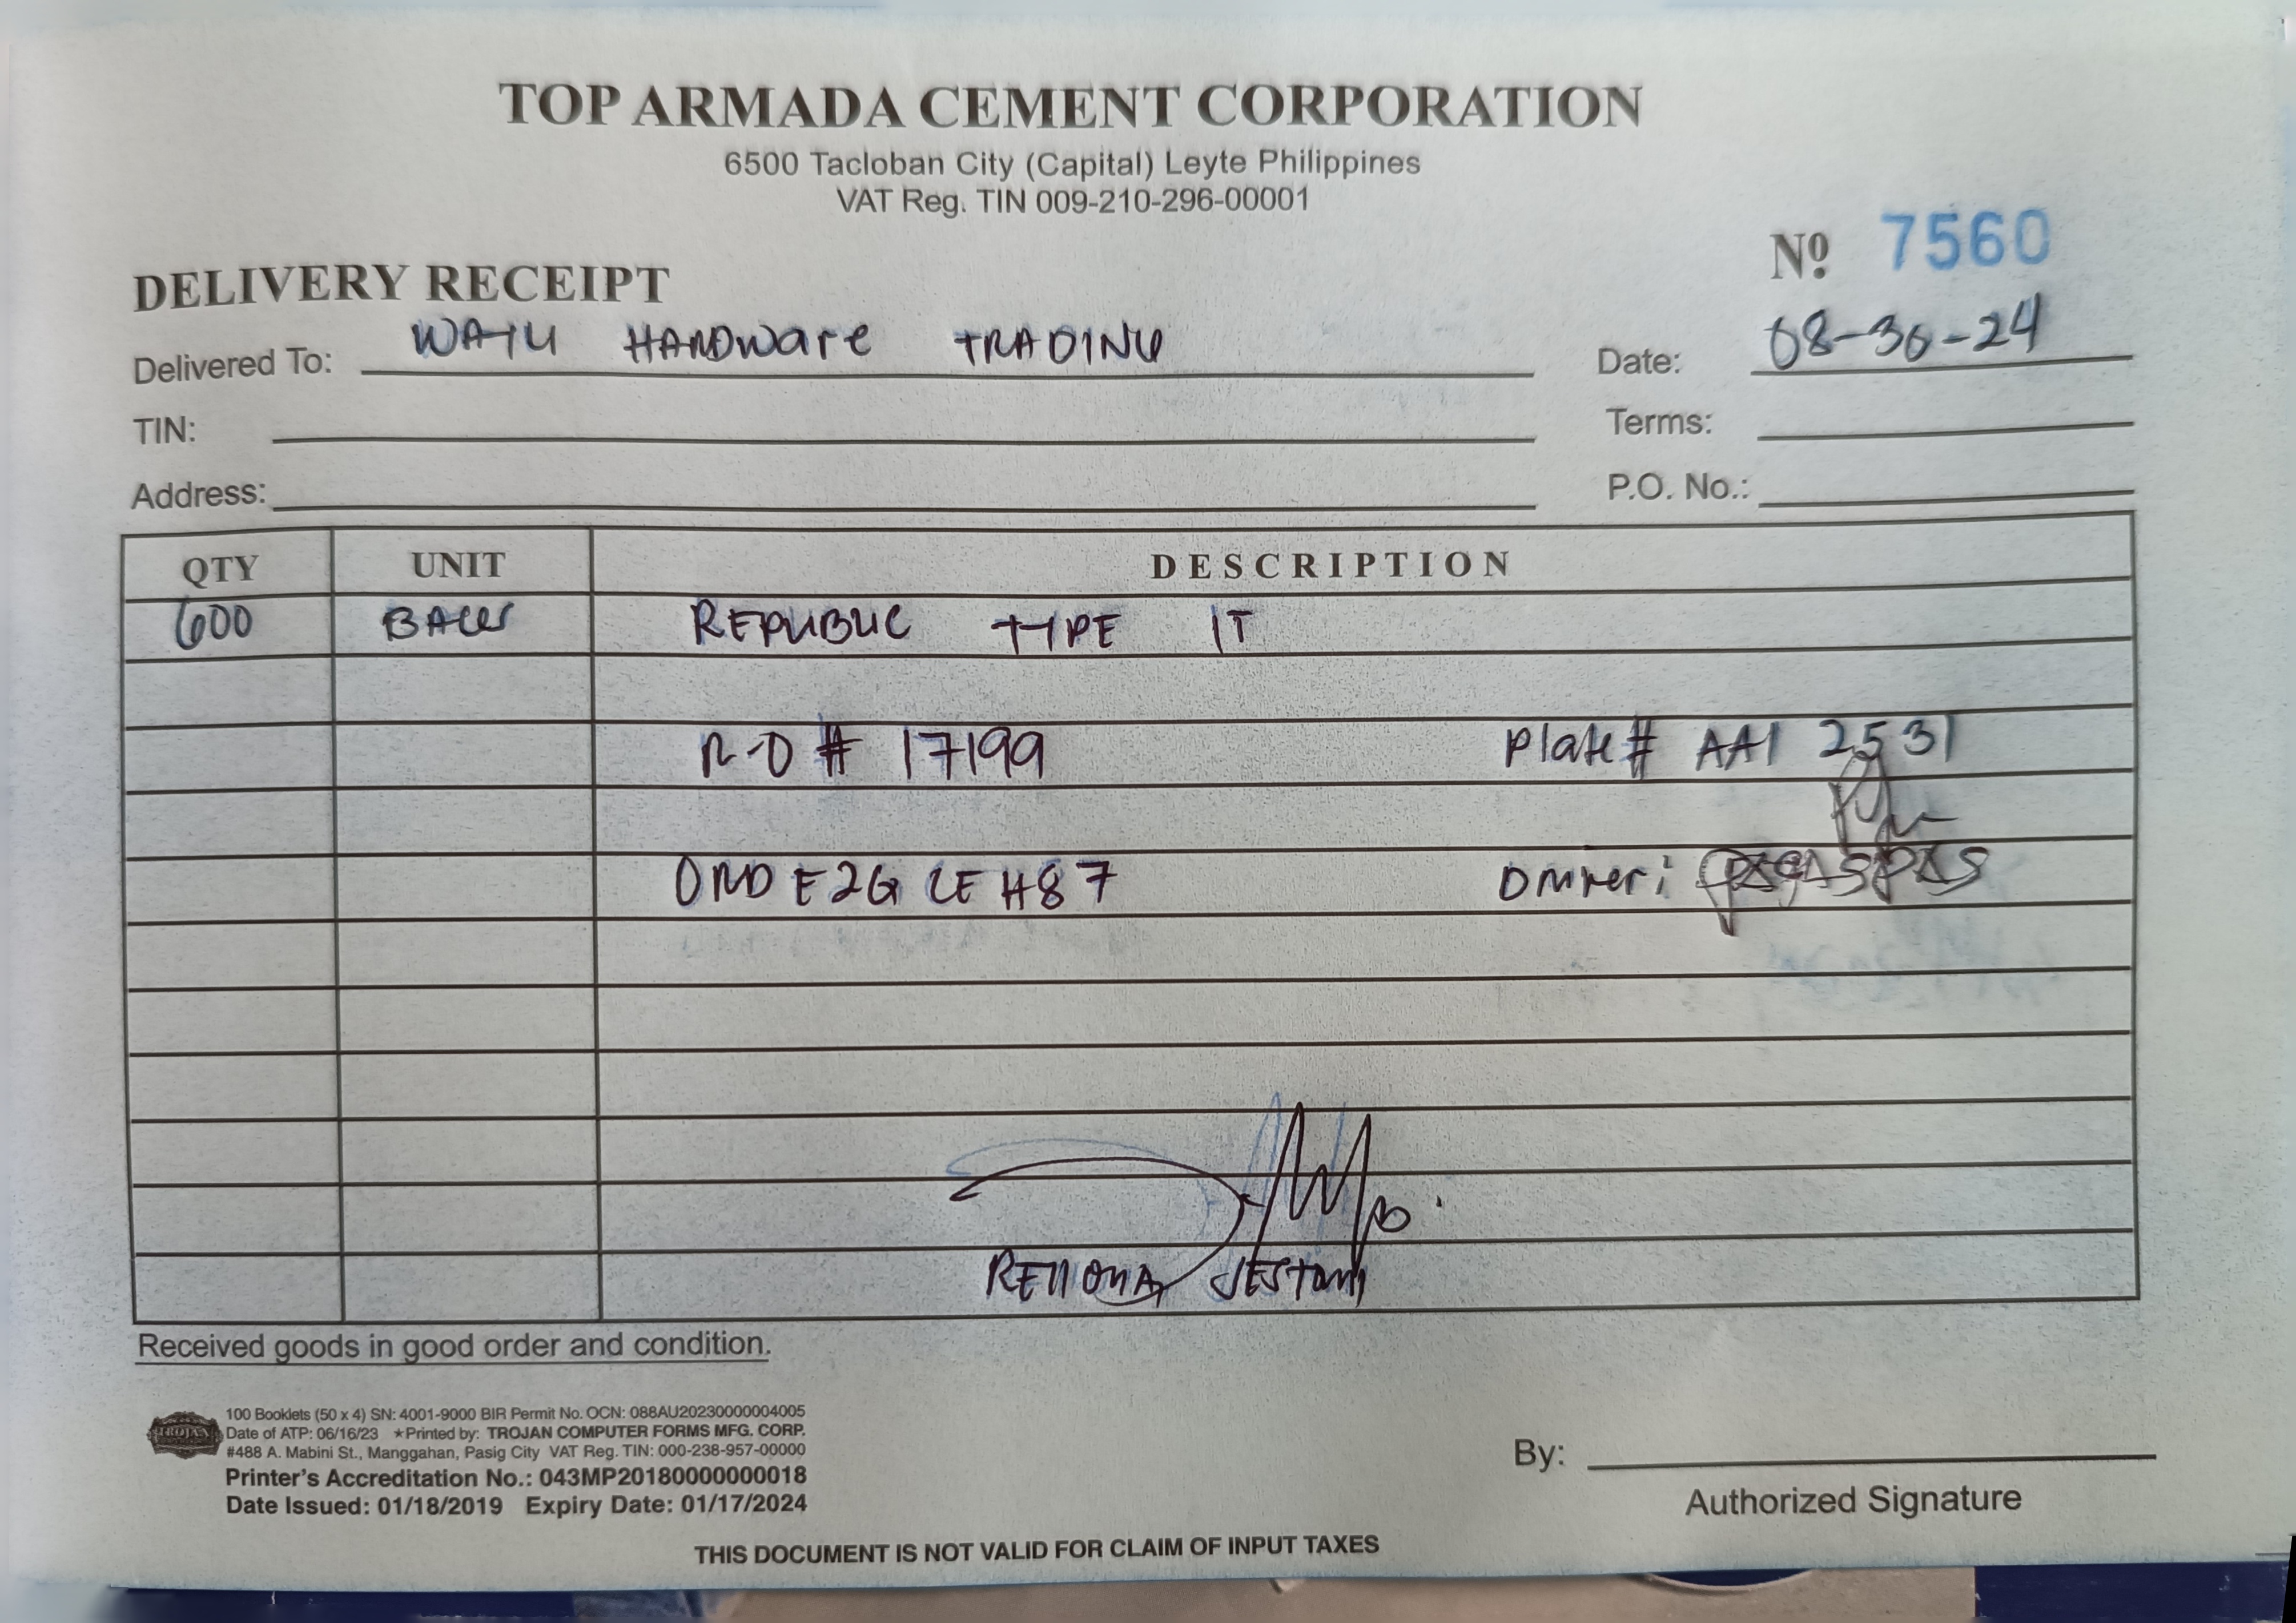 TOP ARMADA CEMENT CORPORATION
6500 Tacloban City (Capital) Leyte Philippines
VAT Reg. TIN 009-210-296-00001
Nº 7560
DELIVERY RECEIPT
Delivered To: HARDWare TRADING Date: 08-30-24
TIN: Terms:
Address: P.O. No.:
QTY UNIT DESCRIPTION
600 BAGS REPUBLIC TYPE 1T
R-O # 17199 Plate# AAI 2531
ORD E2G CE H87 Driver:
Received goods in good order and condition.
TROJAN
100 Booklets (50 x 4) SN: 4001-9000 BIR Permit No. OCN: 088AU20230000004005
Date of ATP: 06/16/23 ★Printed by: TROJAN COMPUTER FORMS MFG. CORP.
#488 A. Mabini St., Manggahan, Pasig City VAT Reg. TIN: 000-238-957-00000
Printer's Accreditation No.: 043MP20180000000018
Date Issued: 01/18/2019 Expiry Date: 01/17/2024
By:
Authorized Signature
THIS DOCUMENT IS NOT VALID FOR CLAIM OF INPUT TAXES